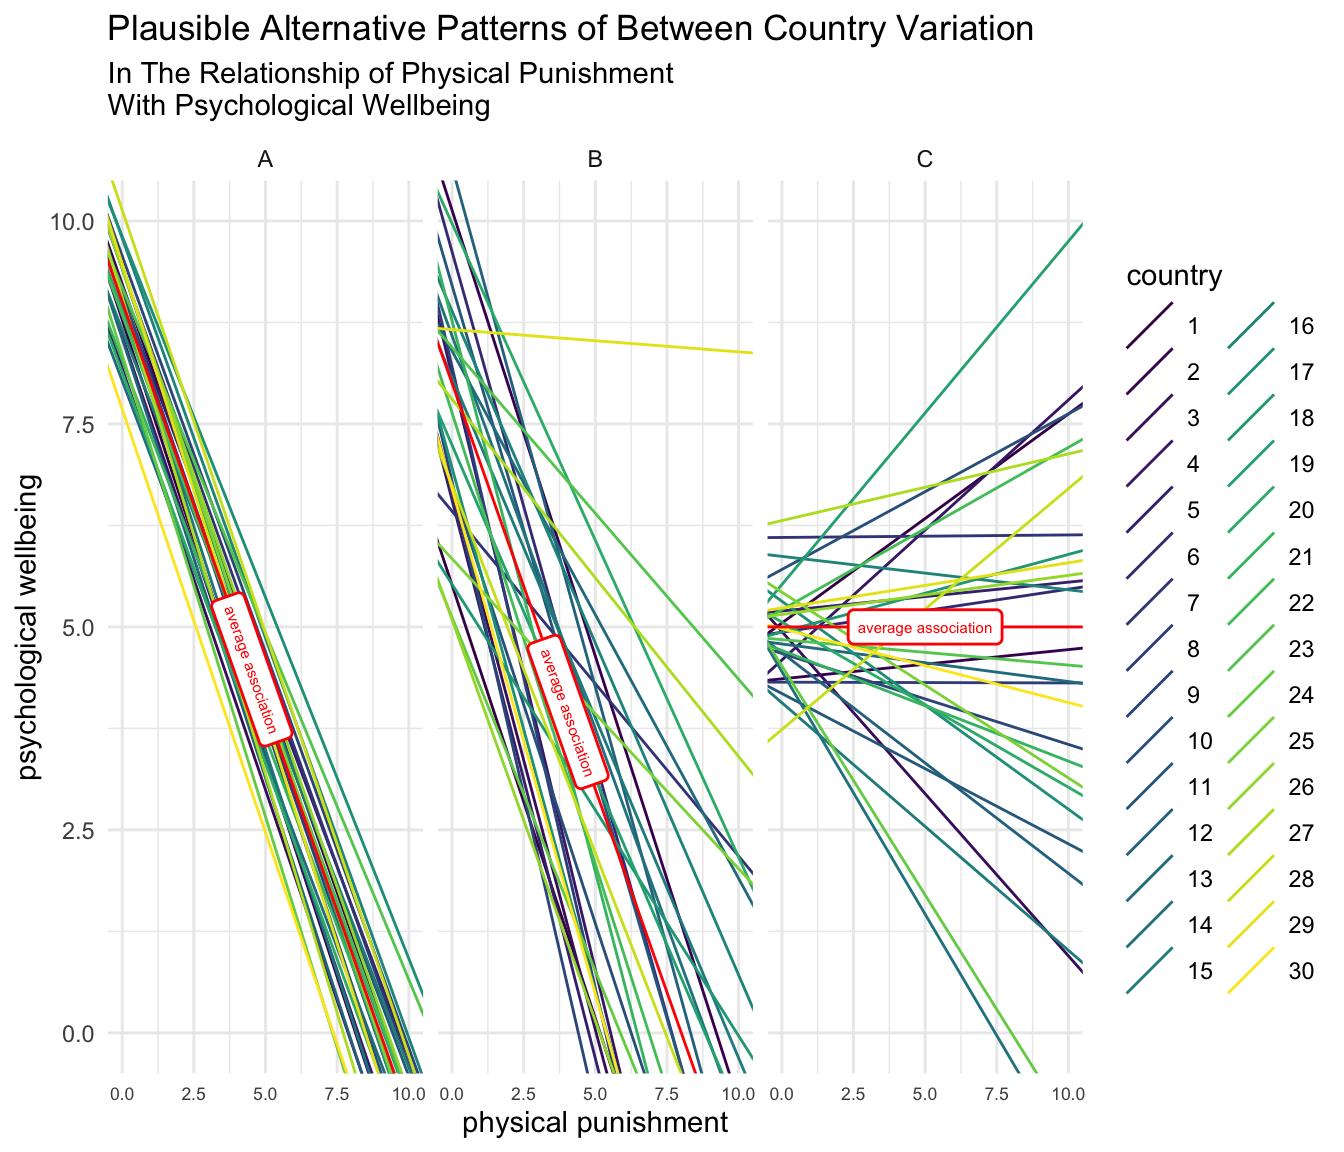 Plausible Alternative Patterns of Between Country Variation
In The Relationship of Physical Punishment
With Psychological Wellbeing
A
B
C
psychological wellbeing
10.0
7.5
5.0
2.5
0.0
average association
average association
average association
0.0 2.5 5.0 7.5 10.0
0.0 2.5 5.0 7.5 10.0
0.0 2.5 5.0 7.5 10.0
physical punishment
country
1
2
3
4
5
6
7
8
9
10
11
12
13
14
15
16
17
18
19
20
21
22
23
24
25
26
27
28
29
30